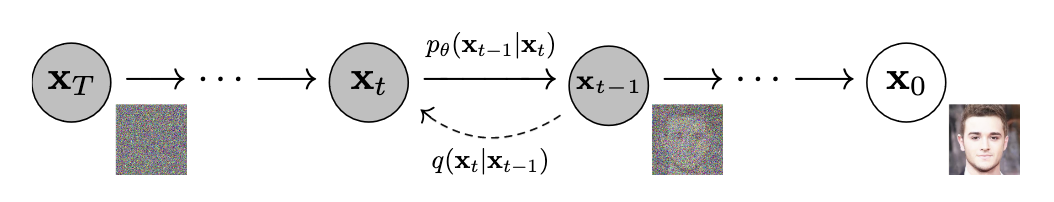 p_θ(x_{t−1}|x_t)
x_T → ⋯ → x_t → x_{t−1} → ⋯ → x_0
q(x_t|x_{t−1})